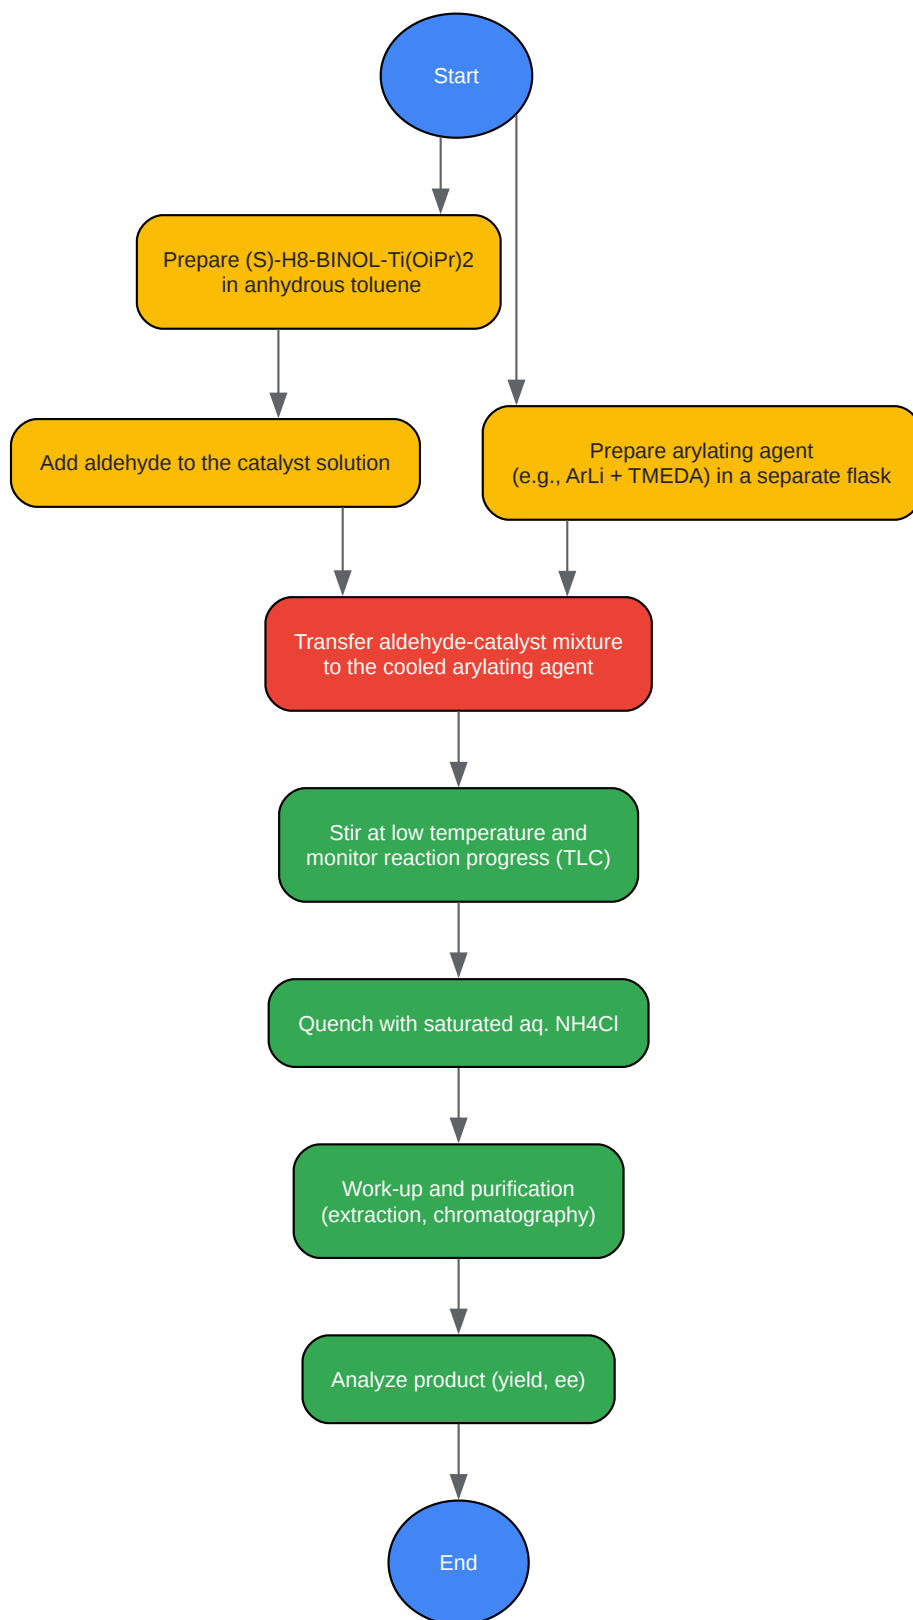 Start
Prepare (S)-H8-BINOL-Ti(OiPr)2
in anhydrous toluene
Add aldehyde to the catalyst solution
Prepare arylating agent
(e.g., ArLi + TMEDA) in a separate flask
Transfer aldehyde-catalyst mixture
to the cooled arylating agent
Stir at low temperature and
monitor reaction progress (TLC)
Quench with saturated aq. NH4Cl
Work-up and purification
(extraction, chromatography)
Analyze product (yield, ee)
End